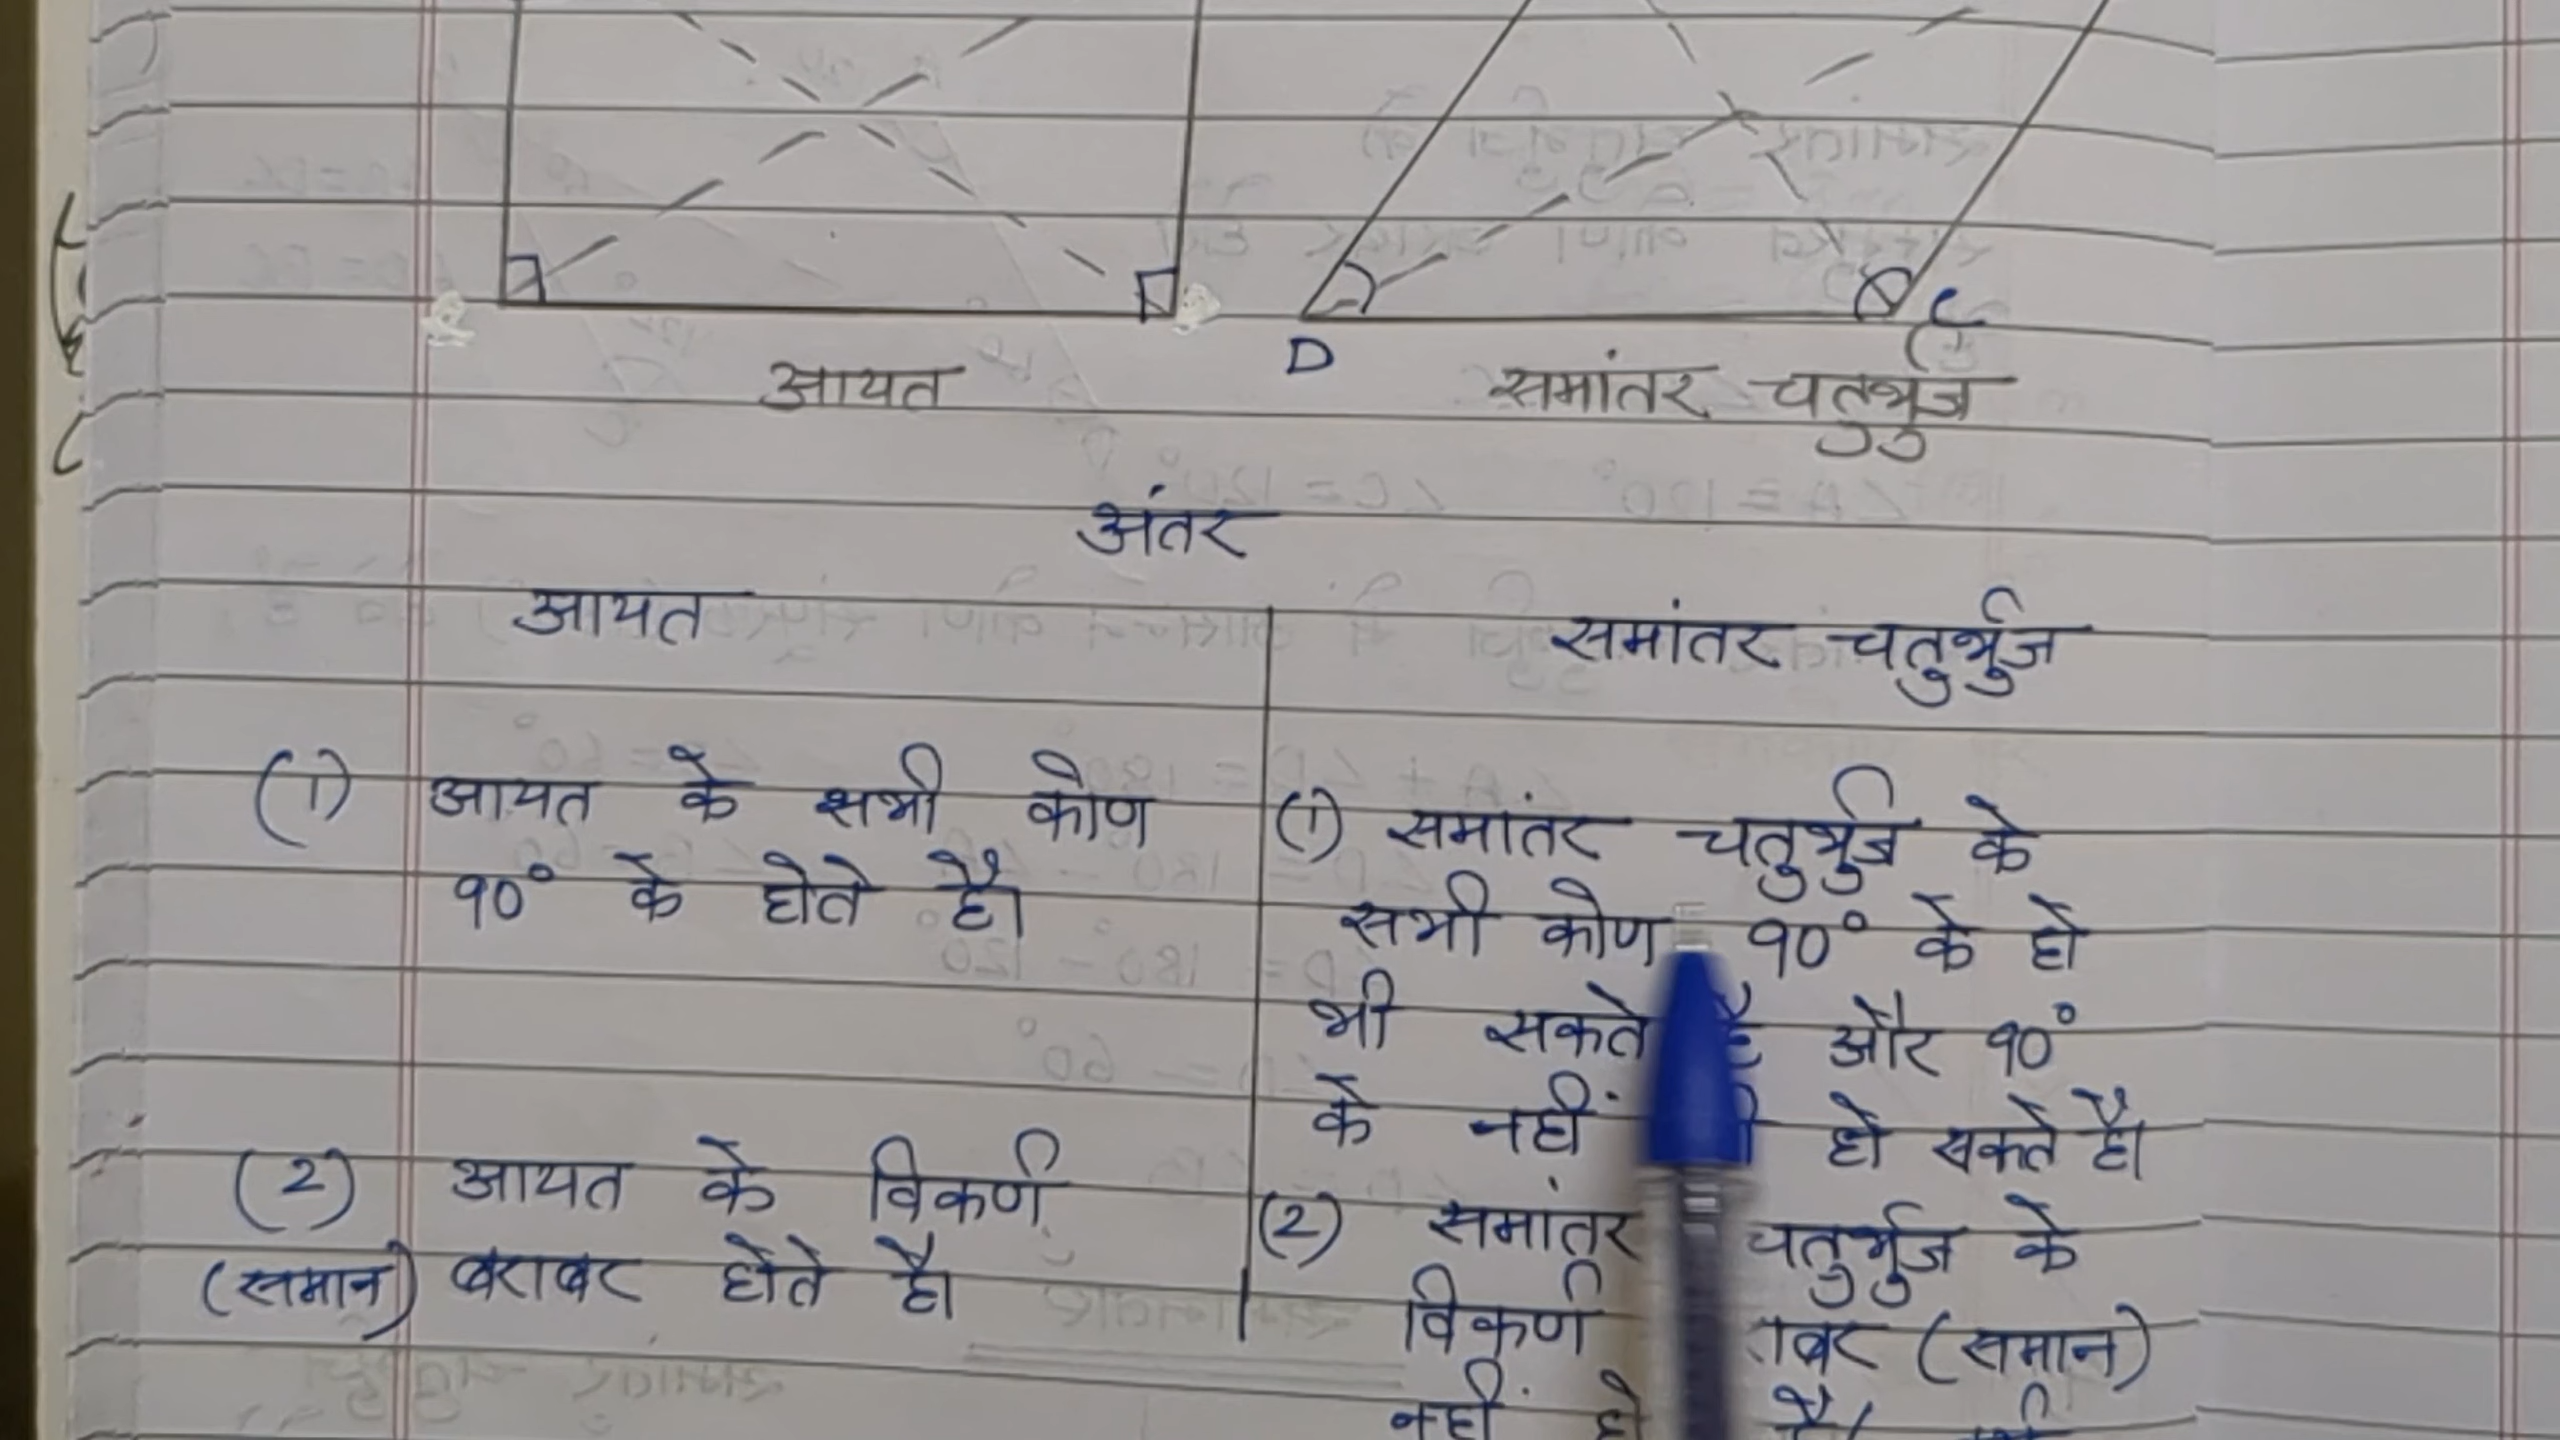 D
C
आयत
समांतर चतुर्भुज
अंतर
आयत
समांतर चतुर्भुज
(1) आयत के सभी कोण
90° के होते है।
(1) समांतर चतुर्भुज के
सभी कोण 90° के हो
भी सकते है और 90°
के नहीं हो सकते है।
(2) आयत के विकर्ण
(समान) बराबर होते है।
(2) समांतर चतुर्भुज के
विकर्ण (समान)
नहीं